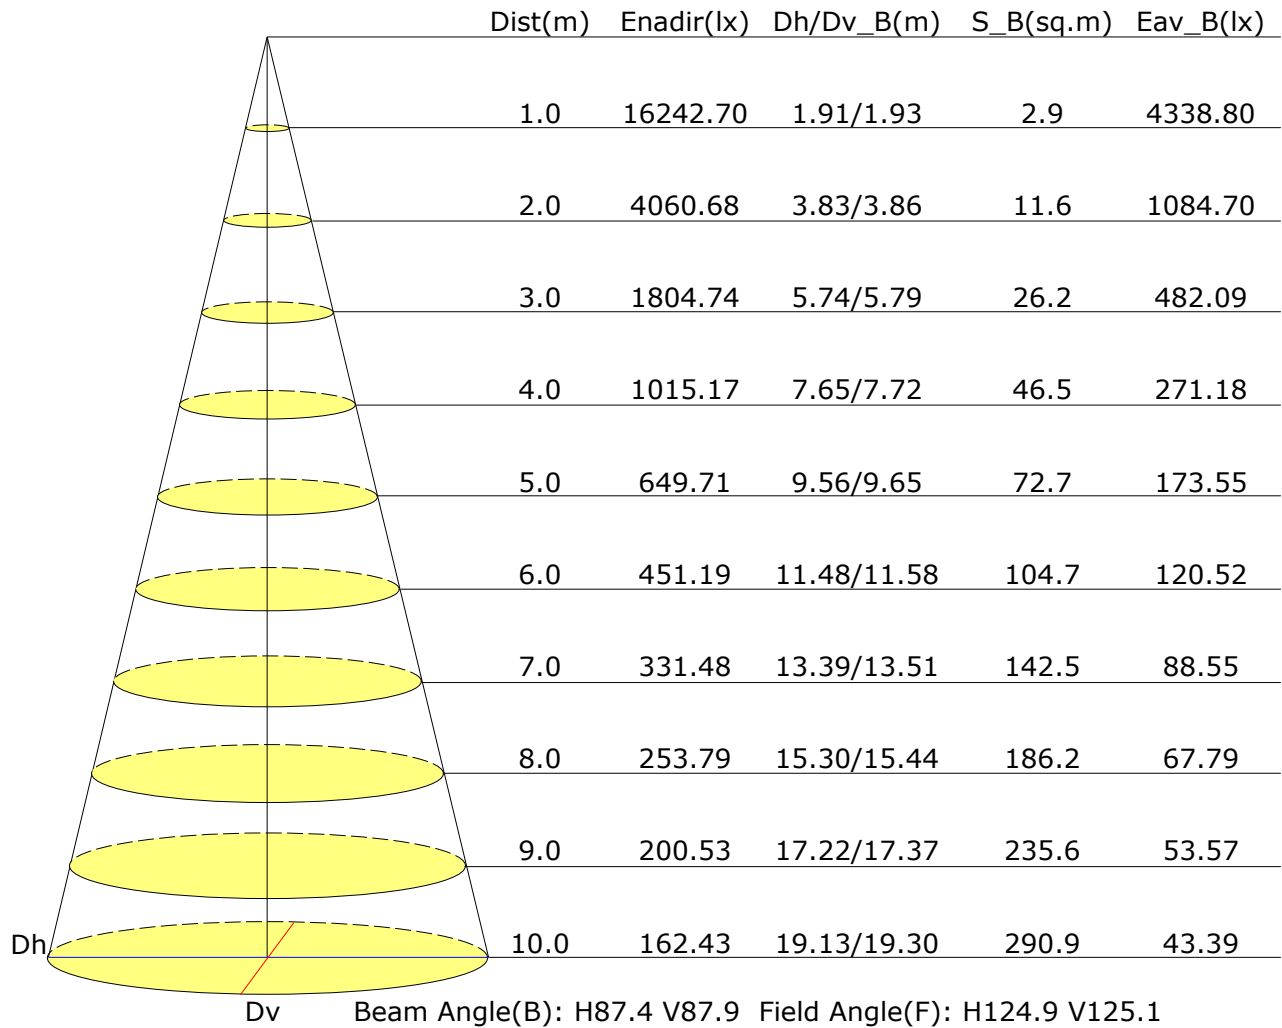 Dist(m) Enadir(lx) Dh/Dv_B(m) S_B(sq.m) Eav_B(lx)
1.0 16242.70 1.91/1.93 2.9 4338.80
2.0 4060.68 3.83/3.86 11.6 1084.70
3.0 1804.74 5.74/5.79 26.2 482.09
4.0 1015.17 7.65/7.72 46.5 271.18
5.0 649.71 9.56/9.65 72.7 173.55
6.0 451.19 11.48/11.58 104.7 120.52
7.0 331.48 13.39/13.51 142.5 88.55
8.0 253.79 15.30/15.44 186.2 67.79
9.0 200.53 17.22/17.37 235.6 53.57
Dh 10.0 162.43 19.13/19.30 290.9 43.39
Dv Beam Angle(B): H87.4 V87.9 Field Angle(F): H124.9 V125.1